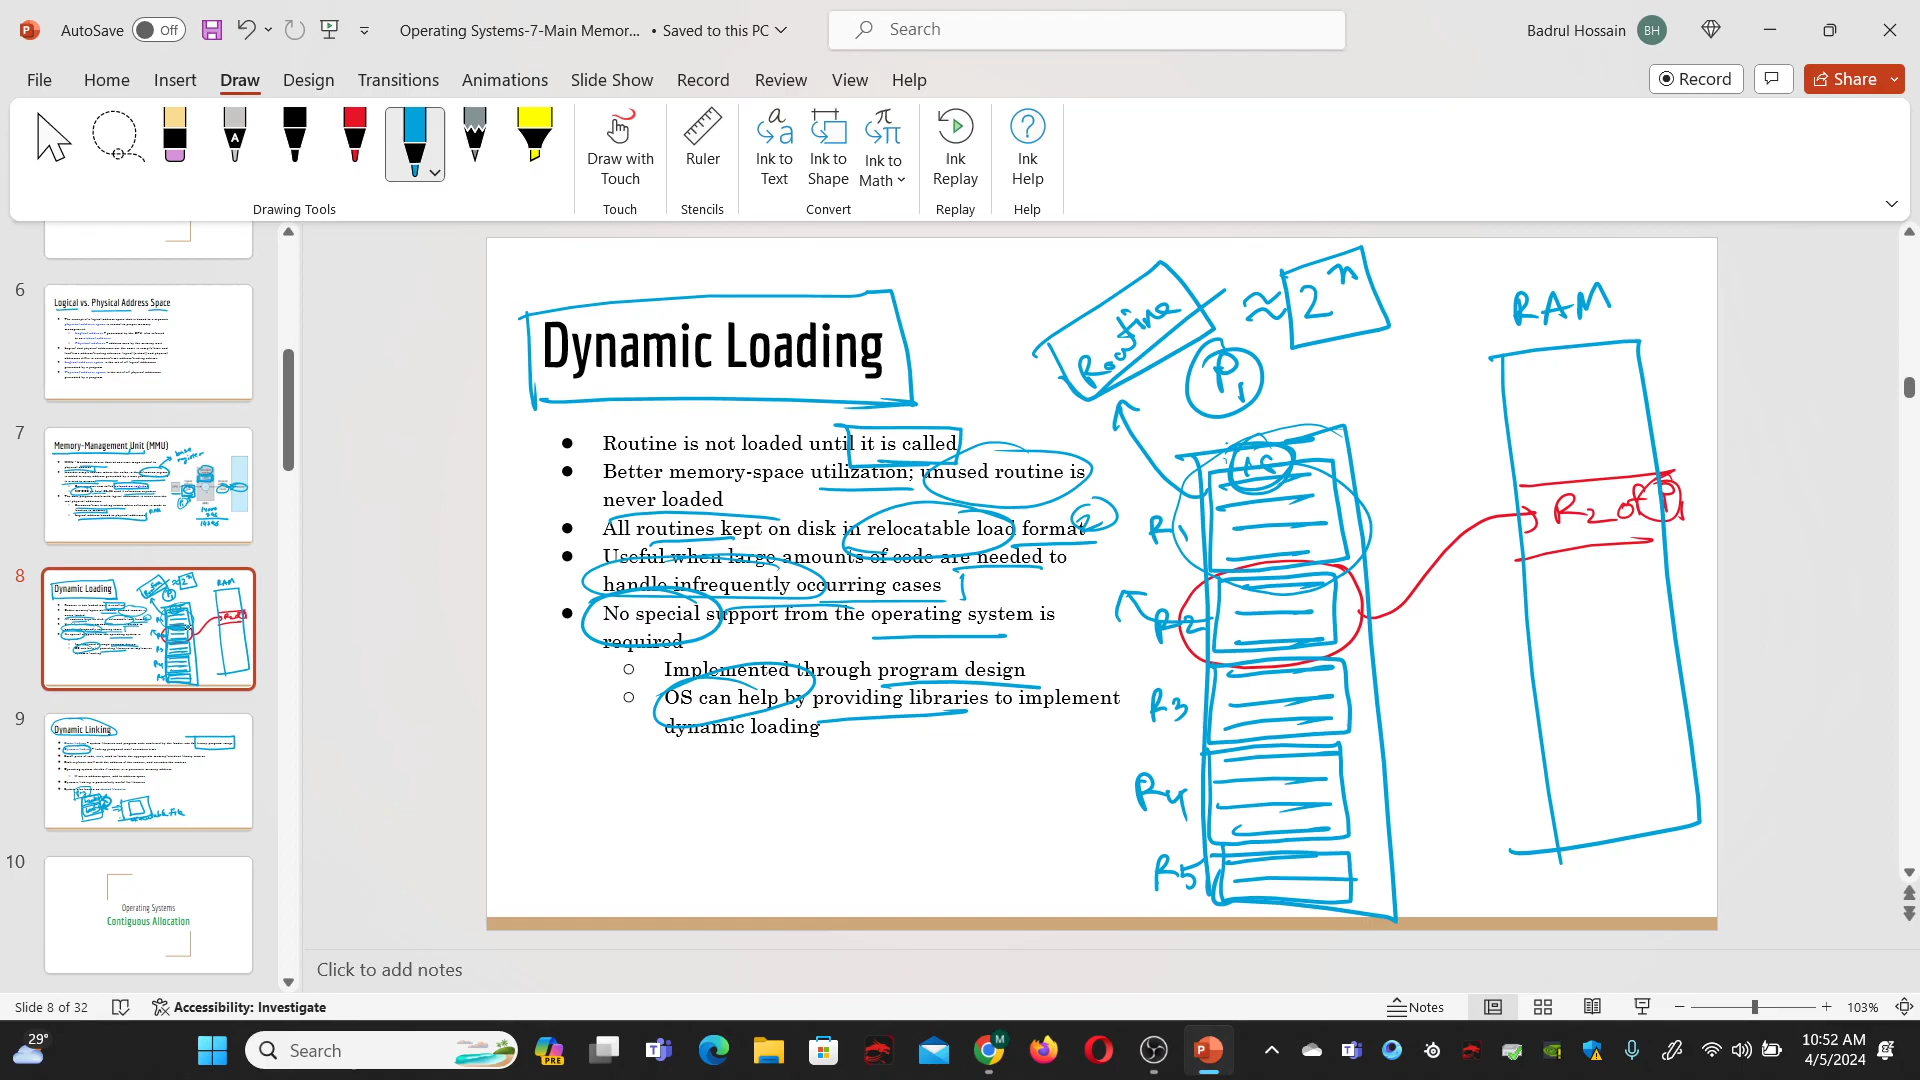 AutoSave Off
Operating Systems-7-Main Memor... • Saved to this PC
Search
Badrul Hossain BH
File Home Insert Draw Design Transitions Animations Slide Show Record Review View Help
Record
Share
Draw with Touch
Ruler
Ink to Text
Ink to Shape
Ink to Math
Ink Replay
Ink Help
Drawing Tools
Touch
Stencils
Convert
Replay
Help
6
Logical vs. Physical Address Space
7
Memory-Management Unit (MMU)
8
Dynamic Loading
9
Dynamic Linking
10
Operating Systems
Contiguous Allocation
Dynamic Loading
● Routine is not loaded until it is called
● Better memory-space utilization; unused routine is
never loaded
● All routines kept on disk in relocatable load format
● Useful when large amounts of code are needed to
handle infrequently occurring cases
● No special support from the operating system is
required
○ Implemented through program design
○ OS can help by providing libraries to implement
dynamic loading
Routine
≈ 2^n
P1
RAM
R1
R2
R3
R4
R5
R2 of P1
Click to add notes
Slide 8 of 32
Accessibility: Investigate
Notes
103%
29°
Search
PRE
10:52 AM
4/5/2024